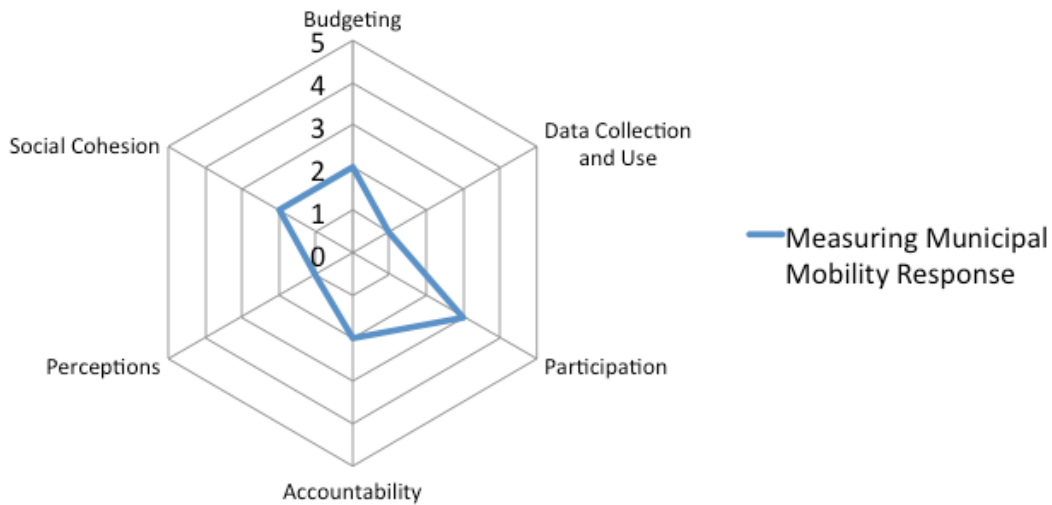 Budgeting
5
4
3
2
1
0
Social Cohesion
Data Collection
and Use
Measuring Municipal
Mobility Response
Perceptions
Participation
Accountability